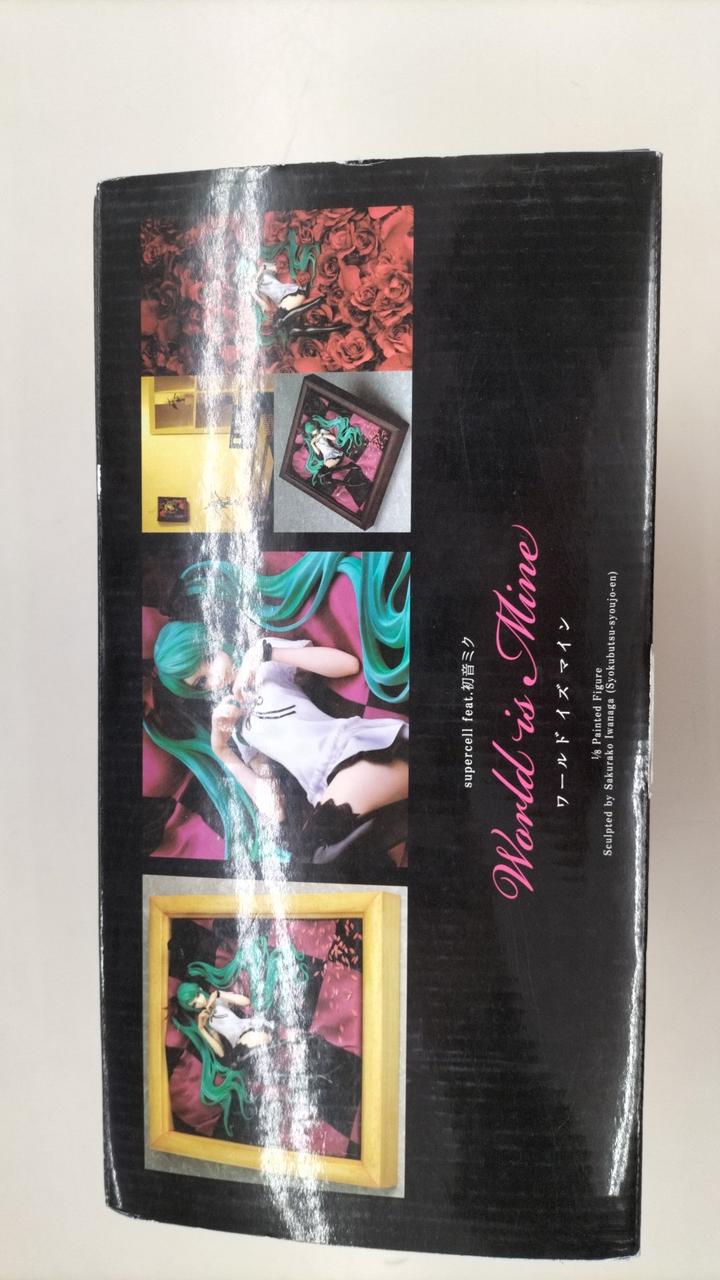 supercell feat.初音ミク
World is Mine
ワールド イズ マイン
1/8 Painted Figure
Sculpted by Sakurako Iwanaga (Syokubutsu-syoujo-en)